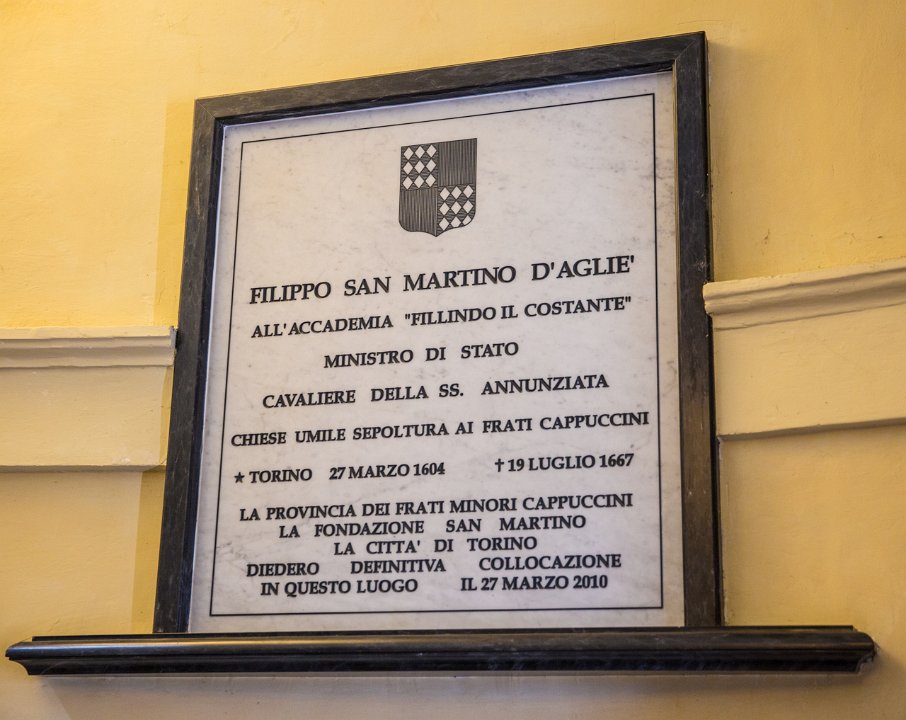 FILIPPO SAN MARTINO D'AGLIE'
ALL'ACCADEMIA "FILLINDO IL COSTANTE"
MINISTRO DI STATO
CAVALIERE DELLA SS. ANNUNZIATA
CHIESE UMILE SEPOLTURA AI FRATI CAPPUCCINI
★ TORINO 27 MARZO 1604 † 19 LUGLIO 1667
LA PROVINCIA DEI FRATI MINORI CAPPUCCINI
LA FONDAZIONE SAN MARTINO
LA CITTA' DI TORINO
DIEDERO DEFINITIVA COLLOCAZIONE
IN QUESTO LUOGO IL 27 MARZO 2010